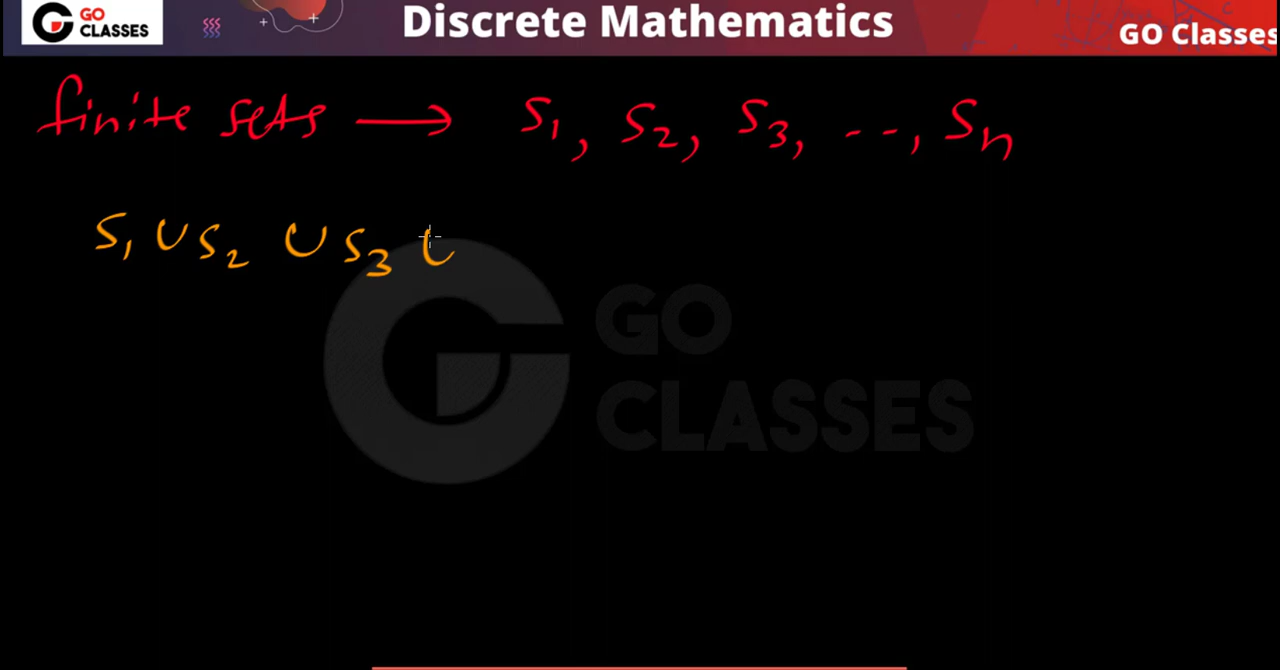 GO CLASSES
Discrete Mathematics
GO Classes
finite sets → S₁, S₂, S₃, --, Sₙ
S₁ ∪ S₂ ∪ S₃ ∪
GO
CLASSES